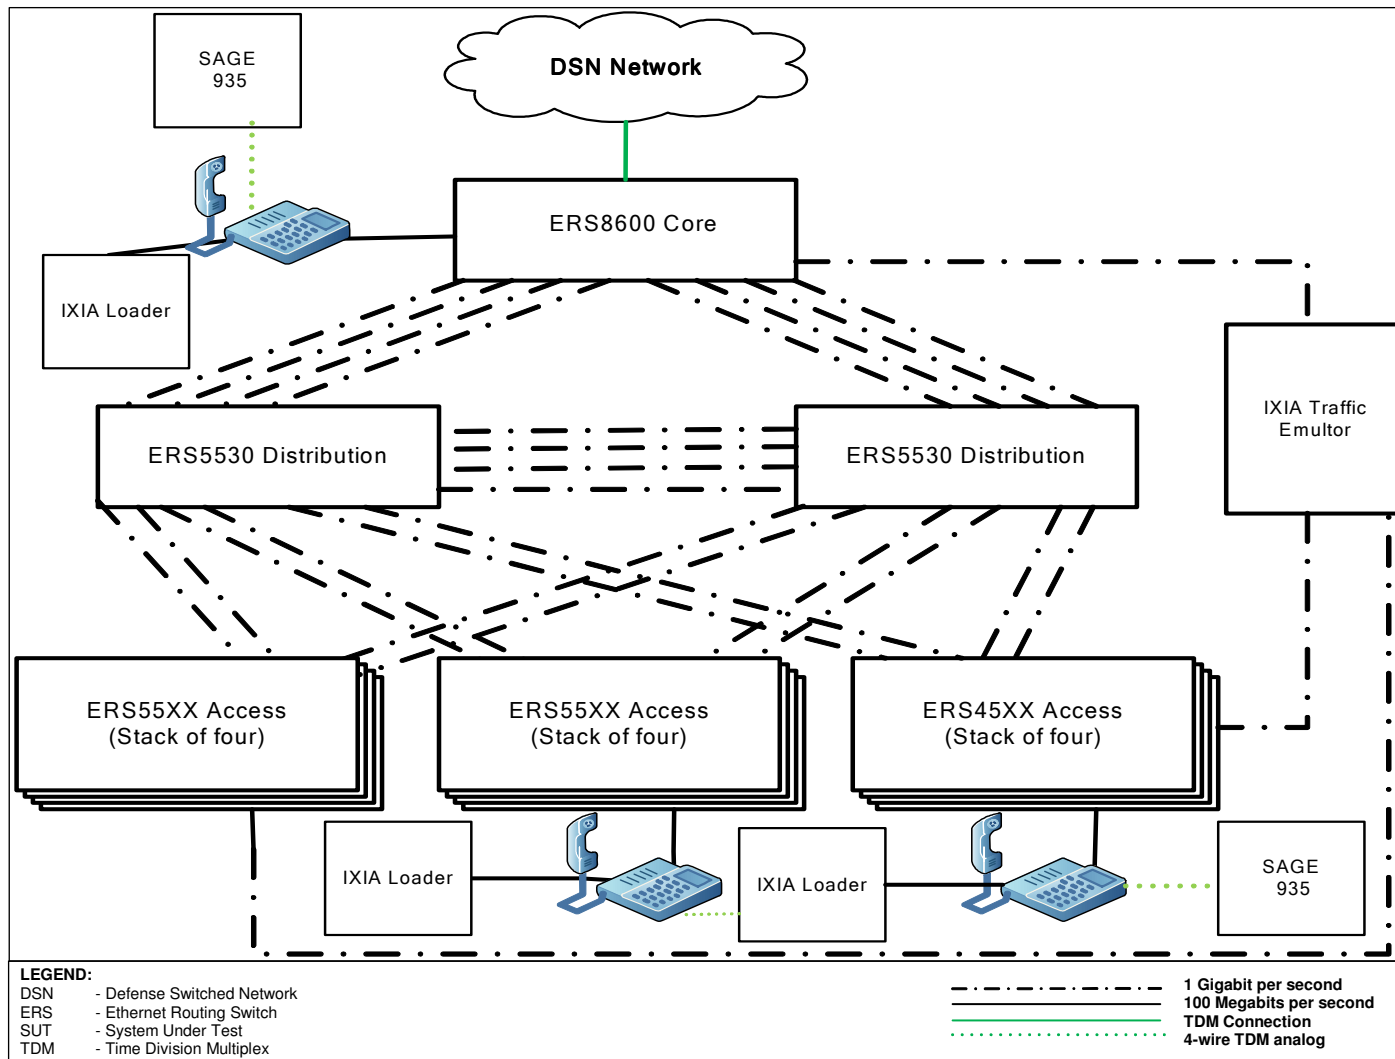 SAGE
935
DSN Network
ERS8600 Core
IXIA Loader
IXIA Traffic
Emultor
ERS5530 Distribution
ERS5530 Distribution
ERS55XX Access
(Stack of four)
ERS55XX Access
(Stack of four)
ERS45XX Access
(Stack of four)
IXIA Loader
IXIA Loader
SAGE
935
LEGEND:
DSN - Defense Switched Network
ERS - Ethernet Routing Switch
SUT - System Under Test
TDM - Time Division Multiplex
1 Gigabit per second
100 Megabits per second
TDM Connection
4-wire TDM analog